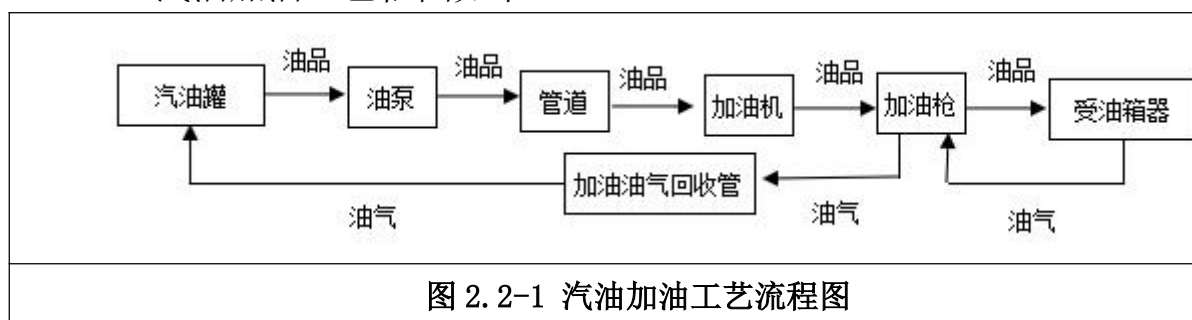 油品
油品
油品
油品
油品
汽油罐
油泵
管道
加油机
加油枪
受油箱器
加油油气回收管
油气
油气
油气
图 2.2-1 汽油加油工艺流程图